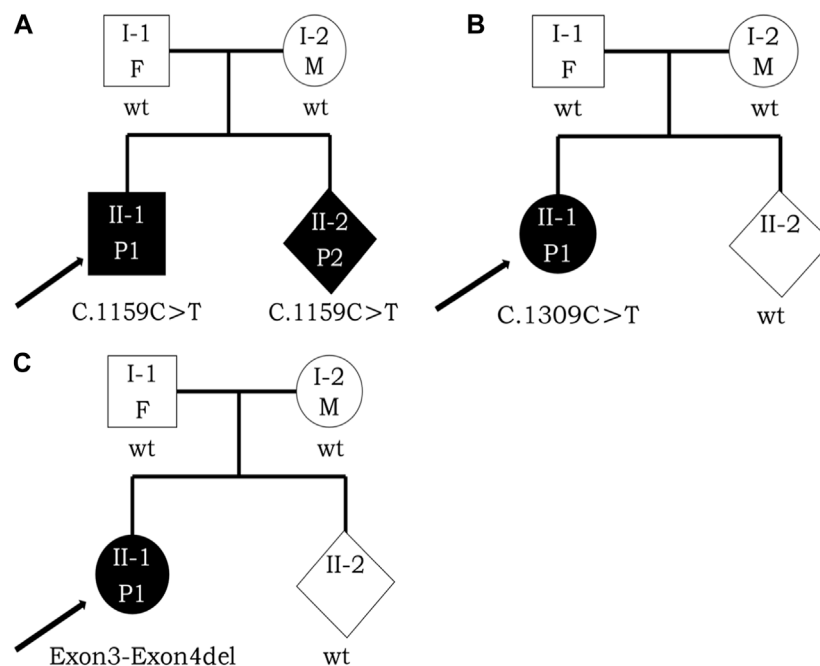 A
I-1
F
wt
I-2
M
wt
II-1
P1
C.1159C>T
II-2
P2
C.1159C>T
B
I-1
F
wt
I-2
M
wt
II-1
P1
C.1309C>T
II-2
wt
C
I-1
F
wt
I-2
M
wt
II-1
P1
Exon3-Exon4del
II-2
wt